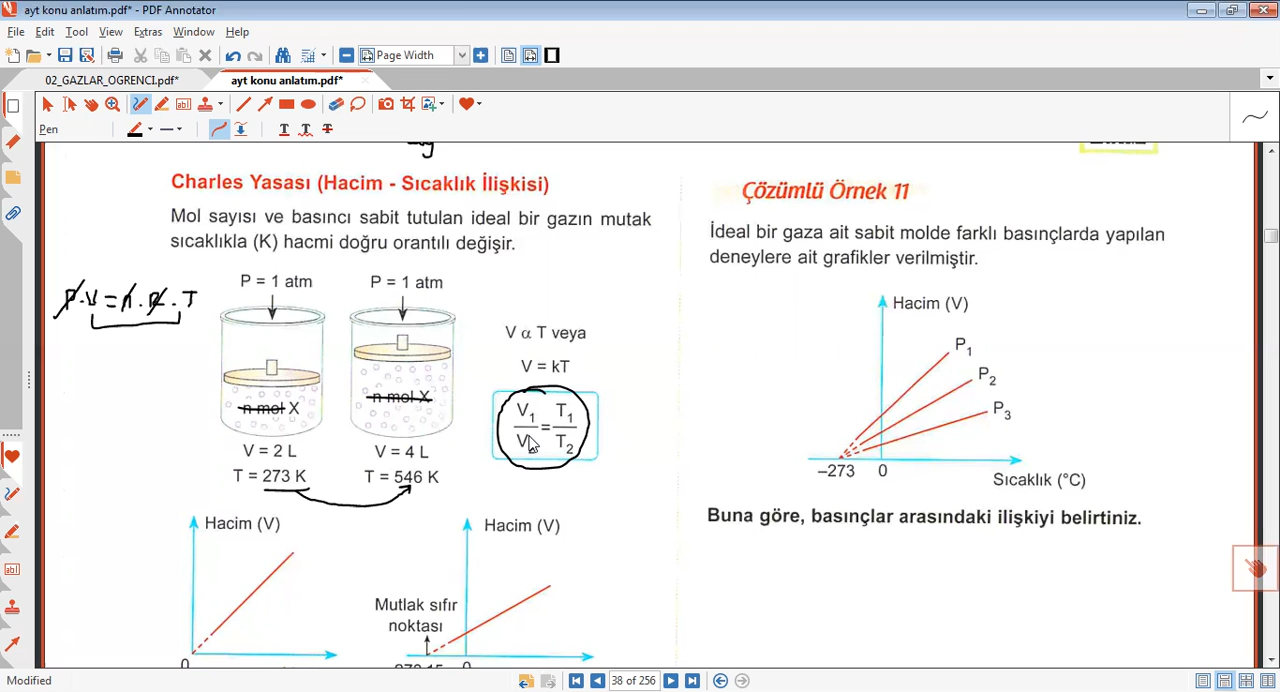 ayt konu anlatım.pdf* - PDF Annotator
File Edit Tool View Extras Window Help
Page Width
02_GAZLAR_OGRENCI.pdf*
ayt konu anlatım.pdf*
Pen
Charles Yasası (Hacim - Sıcaklık İlişkisi)
Mol sayısı ve basıncı sabit tutulan ideal bir gazın mutak
sıcaklıkla (K) hacmi doğru orantılı değişir.
P.V=n.R.T
P = 1 atm
P = 1 atm
n mol X
n mol X
V = 2 L
V = 4 L
T = 273 K
T = 546 K
V α T veya
V = kT
V1/V = T1/T2
Hacim (V)
0
Hacim (V)
Mutlak sıfır
noktası
0
Çözümlü Örnek 11
İdeal bir gaza ait sabit molde farklı basınçlarda yapılan
deneylere ait grafikler verilmiştir.
Hacim (V)
P1
P2
P3
–273
0
Sıcaklık (°C)
Buna göre, basınçlar arasındaki ilişkiyi belirtiniz.
Modified
38 of 256